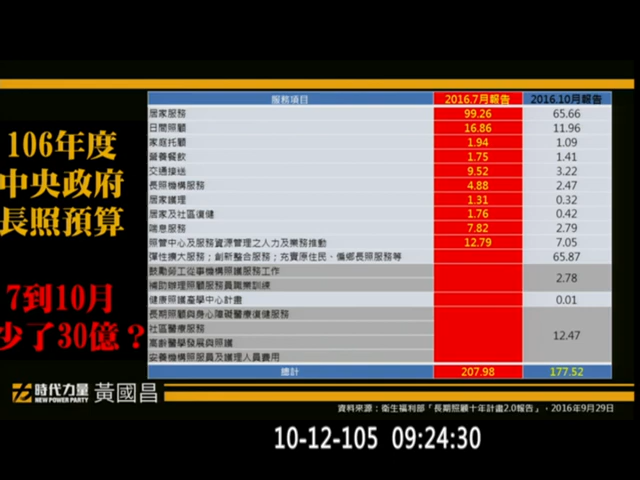 106年度
中央政府
長照預算
7到10月
少了30億？
服務項目 2016.7月報告 2016.10月報告
居家服務 99.26 65.66
日間照顧 16.86 11.96
家庭托顧 1.94 1.09
營養餐飲 1.75 1.41
交通接送 9.52 3.22
長照機構服務 4.88 2.47
居家護理 1.31 0.32
居家及社區復健 1.76 0.42
喘息服務 7.82 2.79
照管中心及服務資源管理之人力及業務推動 12.79 7.05
彈性擴大服務；創新整合服務；充實原住民、偏鄉長照服務等 65.87
鼓勵勞工從事機構照護服務工作
補助辦理照顧服務員職業訓練
2.78
健康照護產學中心計畫 0.01
長期照顧與身心障礙醫療復健服務
社區醫療服務
高齡醫學發展與照護
安養機構照服員及護理人員費用
12.47
總計 207.98 177.52
時代力量 黃國昌
NEW POWER PARTY
資料來源：衛生福利部「長期照顧十年計畫2.0報告」，2016年9月29日
10-12-105 09:24:30